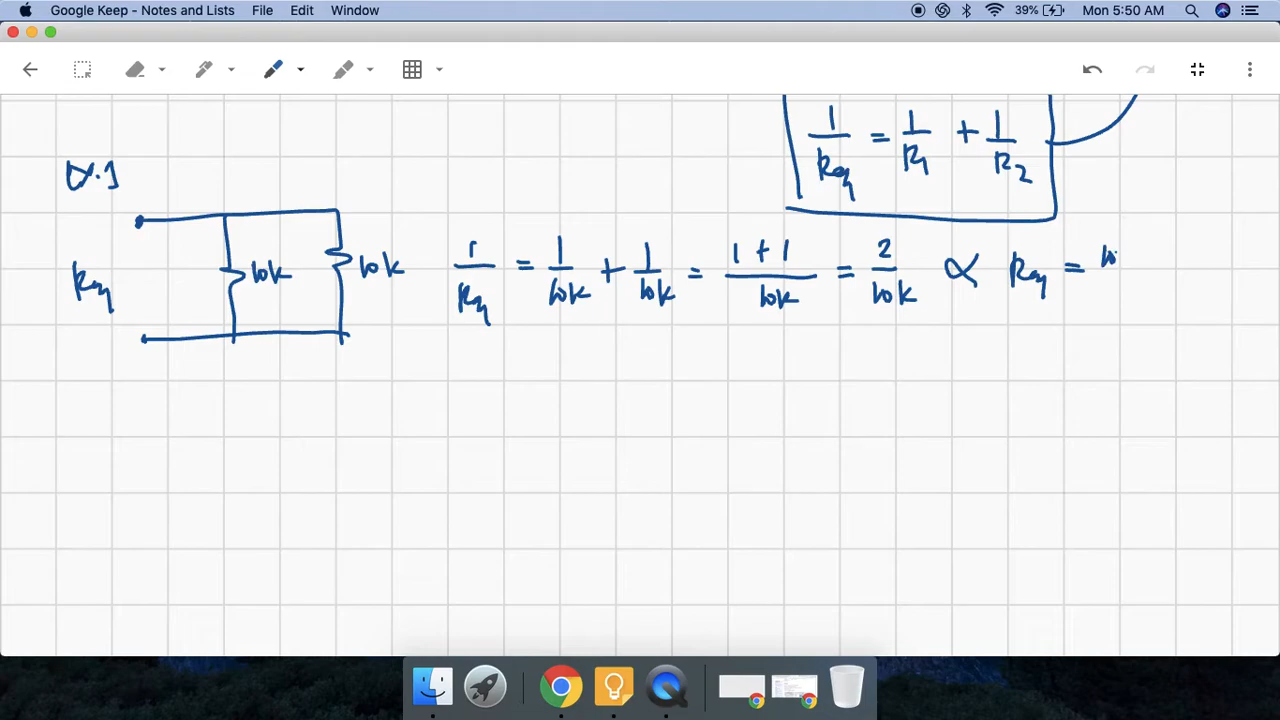 Google Keep - Notes and Lists File Edit Window 39% Mon 5:50 AM
1/Req = 1/R1 + 1/R2
Ex.1
Req 10k 10k 1/Req = 1/10k + 1/10k = (1 + 1)/10k = 2/10k ∝ Req = 10